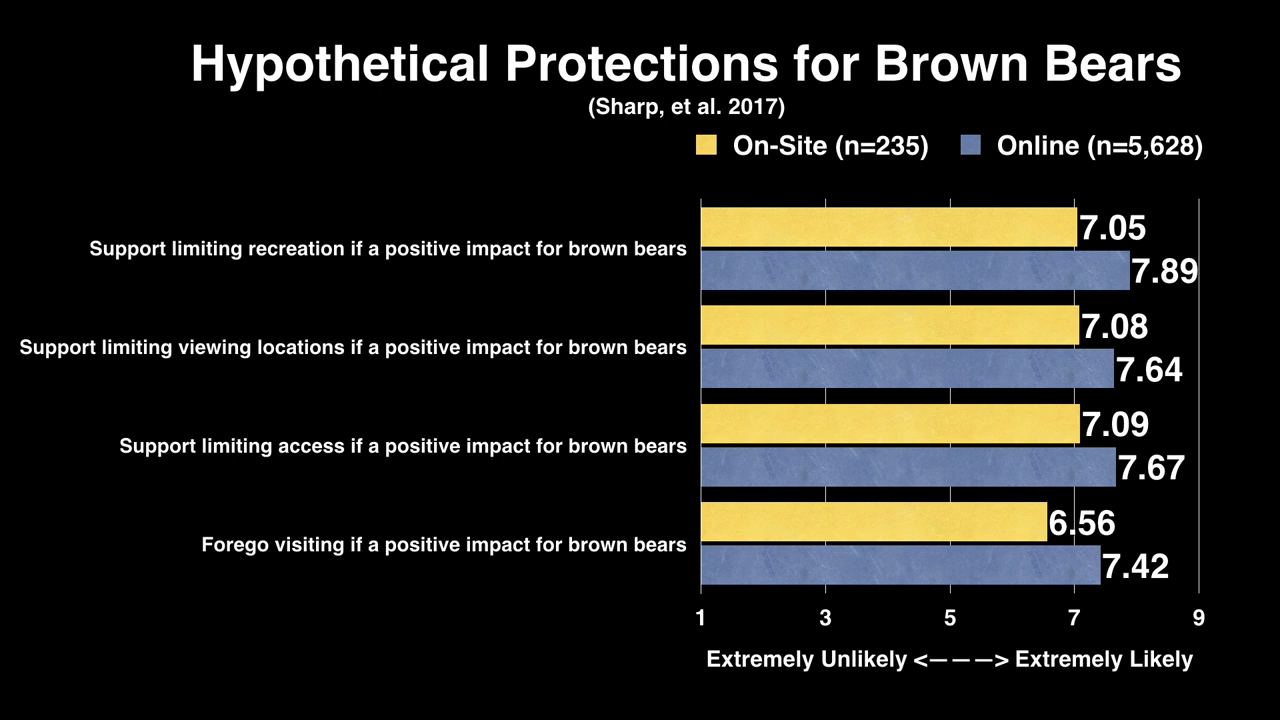 Hypothetical Protections for Brown Bears
(Sharp, et al. 2017)
On-Site (n=235) Online (n=5,628)
Support limiting recreation if a positive impact for brown bears
7.05
7.89
Support limiting viewing locations if a positive impact for brown bears
7.08
7.64
Support limiting access if a positive impact for brown bears
7.09
7.67
Forego visiting if a positive impact for brown bears
6.56
7.42
1 3 5 7 9
Extremely Unlikely <———> Extremely Likely